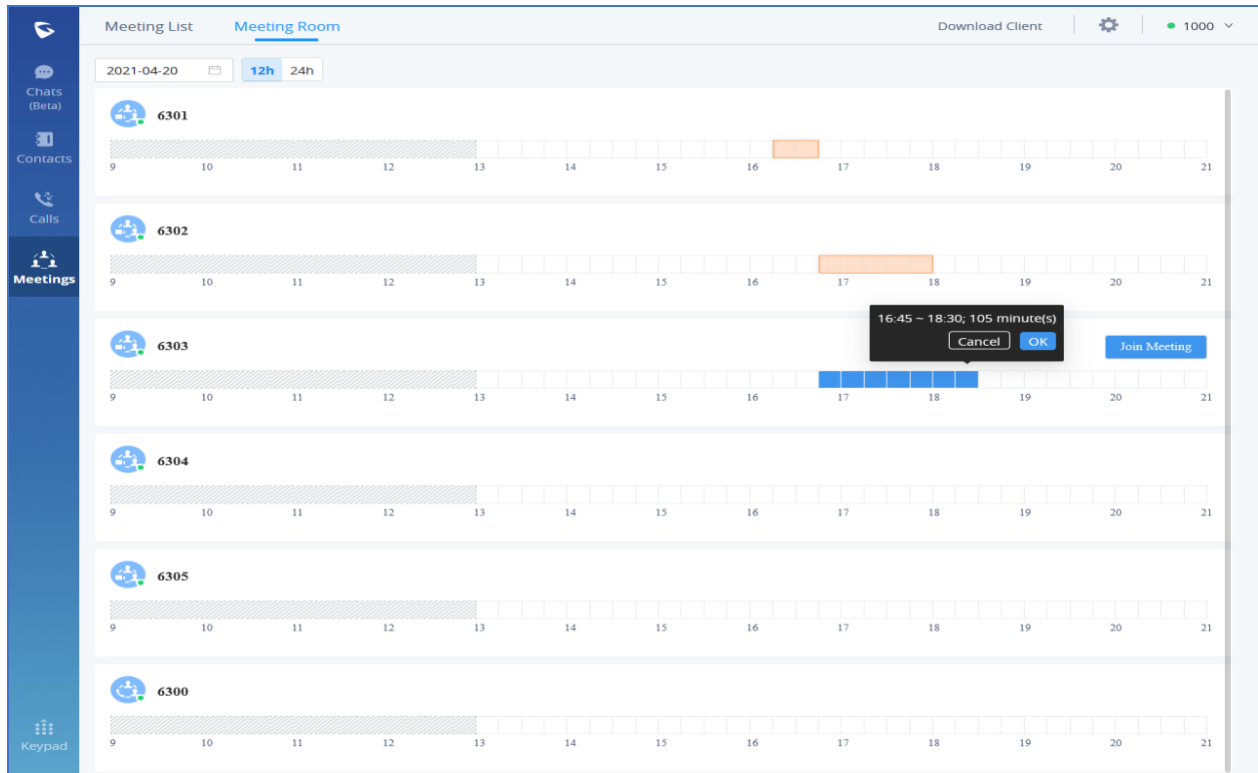 Meeting List Meeting Room Download Client 1000
2021-04-20 12h 24h
Chats
(Beta)
Contacts
Calls
Meetings
Keypad
6301
9 10 11 12 13 14 15 16 17 18 19 20 21
6302
9 10 11 12 13 14 15 16 17 18 19 20 21
16:45 ~ 18:30; 105 minute(s)
Cancel OK
6303 Join Meeting
9 10 11 12 13 14 15 16 17 18 19 20 21
6304
9 10 11 12 13 14 15 16 17 18 19 20 21
6305
9 10 11 12 13 14 15 16 17 18 19 20 21
6300
9 10 11 12 13 14 15 16 17 18 19 20 21